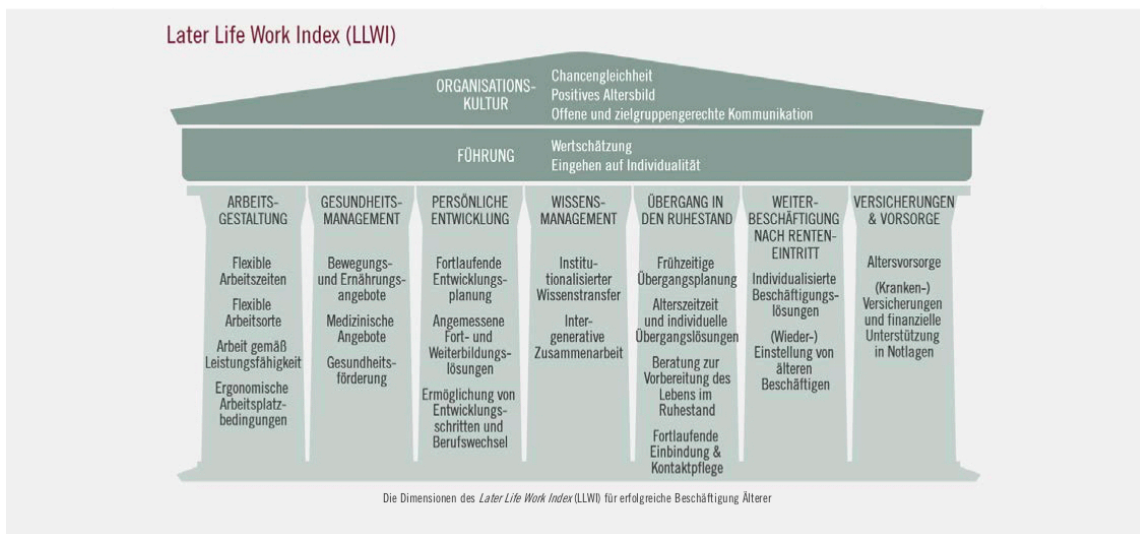 Later Life Work Index (LLWI)
ORGANISATIONS-
KULTUR
Chancengleichheit
Positives Altersbild
Offene und zielgruppengerechte Kommunikation
FÜHRUNG
Wertschätzung
Eingehen auf Individualität
ARBEITS-
GESTALTUNG
Flexible
Arbeitszeiten
Flexible
Arbeitsorte
Arbeit gemäß
Leistungsfähigkeit
Ergonomische
Arbeitsplatz-
bedingungen
GESUNDHEITS-
MANAGEMENT
Bewegungs-
und Ernährungs-
angebote
Medizinische
Angebote
Gesundheits-
förderung
PERSÖNLICHE
ENTWICKLUNG
Fortlaufende
Entwicklungs-
planung
Angemessene
Fort- und
Weiterbildungs-
lösungen
Ermöglichung von
Entwicklungs-
schritten und
Berufswechsel
WISSENS-
MANAGEMENT
Institu-
tionalisierter
Wissenstransfer
Inter-
generative
Zusammenarbeit
ÜBERGANG IN
DEN RUHESTAND
Frühzeitige
Übergangsplanung
Alterszeitzeit
und individuelle
Übergangslösungen
Beratung zur
Vorbereitung des
Lebens im
Ruhestand
Fortlaufende
Einbindung &
Kontaktpflege
WEITER-
BESCHÄFTIGUNG
NACH RENTEN-
EINTRITT
Individualisierte
Beschäftigungs-
lösungen
(Wieder-)
Einstellung von
älteren
Beschäftigen
VERSICHERUNGEN
& VORSORGE
Altersvorsorge
(Kranken-)
Versicherungen
und finanzielle
Unterstützung
in Notlagen
Die Dimensionen des Later Life Work Index (LLWI) für erfolgreiche Beschäftigung Älterer